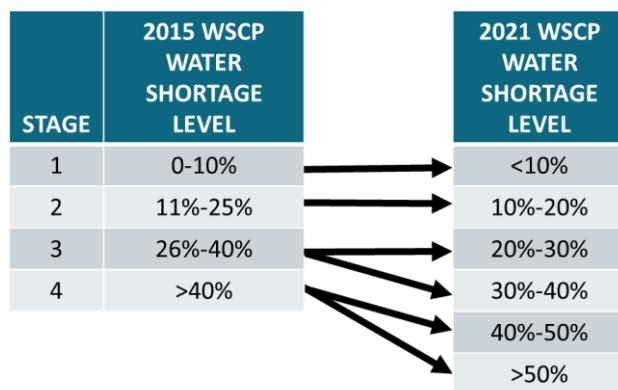 STAGE
2015 WSCP
WATER
SHORTAGE
LEVEL
2021 WSCP
WATER
SHORTAGE
LEVEL
1
0-10%
<10%
2
11%-25%
10%-20%
3
26%-40%
20%-30%
4
>40%
30%-40%
40%-50%
>50%